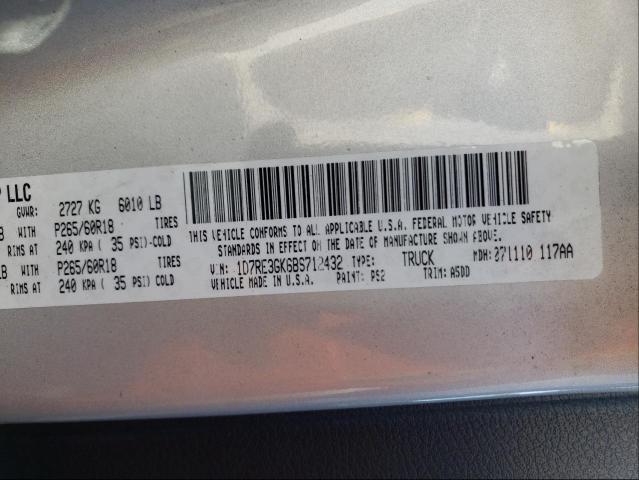 P LLC
GVWR: 2727 KG 6010 LB
B WITH P265/60R18 TIRES
RIMS AT 240 KPA ( 35 PSI)-COLD
LB WITH P265/60R18 TIRES
RIMS AT 240 KPA ( 35 PSI) COLD
THIS VEHICLE CONFORMS TO ALL APPLICABLE U.S.A. FEDERAL MOTOR VEHICLE SAFETY
STANDARDS IN EFFECT ON THE DATE OF MANUFACTURE SHOWN ABOVE.
VIN: 1D7RE3GK6BS712432 TYPE: TRUCK MDH: 071110 117AA
VEHICLE MADE IN U.S.A. PAINT: PS2 TRIM: A5DD